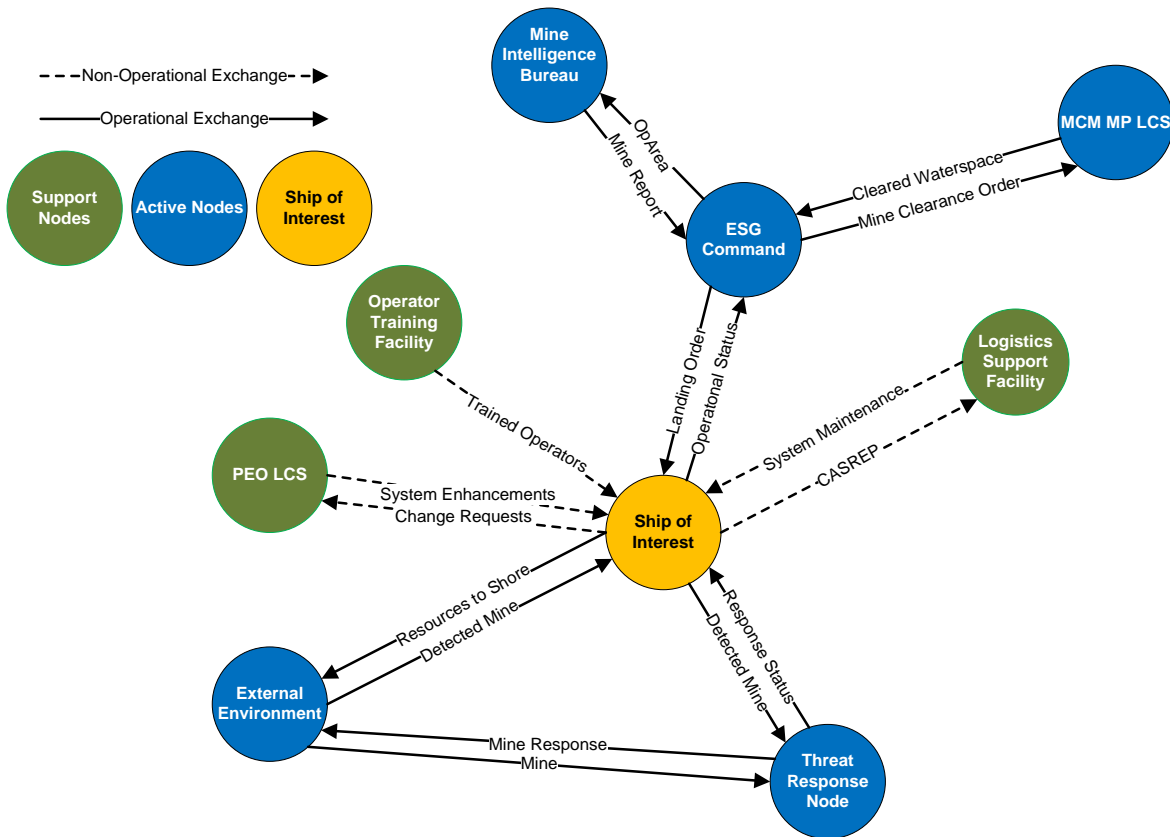 Mine
Intelligence
Bureau
Non-Operational Exchange
Operational Exchange
MCM MP LCS
Support
Nodes
Active Nodes
Ship of
Interest
OpArea
Mine Report
Cleared Waterspace
Mine Clearance Order
ESG
Command
Operator
Training
Facility
Logistics
Support
Facility
Landing Order
Operatonal Status
System Maintenance
CASREP
Trained Operators
PEO LCS
System Enhancements
Change Requests
Ship of
Interest
Resources to Shore
Detected Mine
Response Status
Detected Mine
External
Environment
Mine Response
Mine
Threat
Response
Node